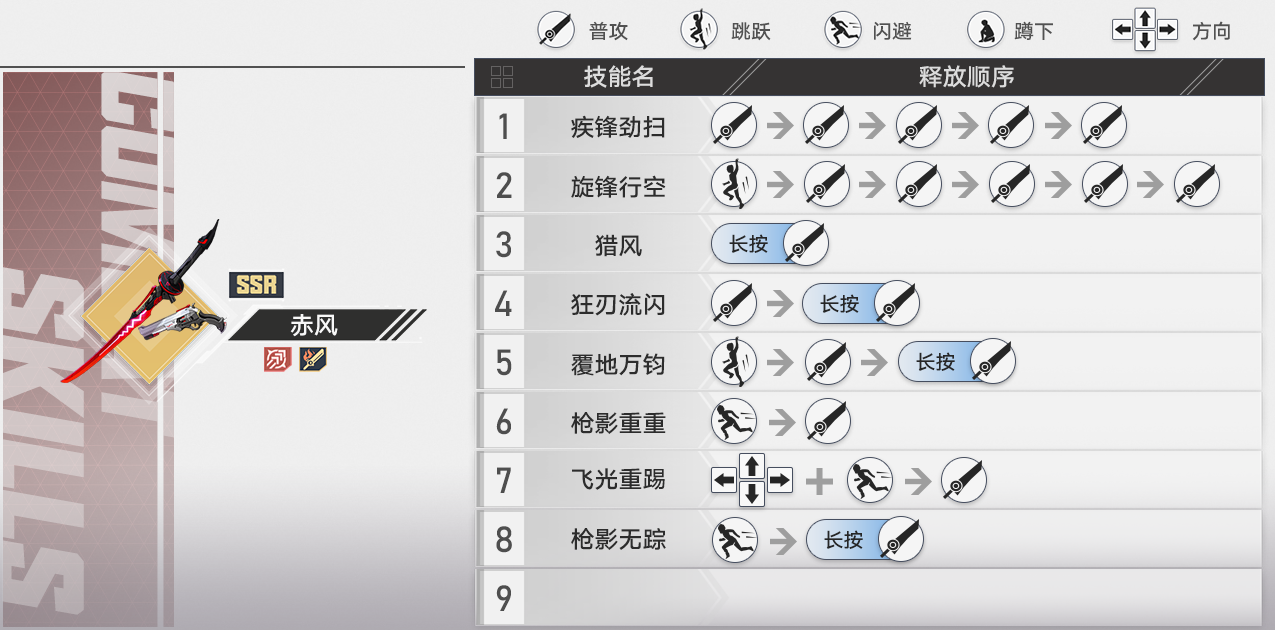 普攻 跳跃 闪避 蹲下 方向
技能名 释放顺序
COMBAT
SKILLS
SSR
赤风
1 疾锋劲扫
2 旋锋行空
3 猎风 长按
4 狂刃流闪 长按
5 覆地万钧 长按
6 枪影重重
7 飞光重踢
8 枪影无踪 长按
9